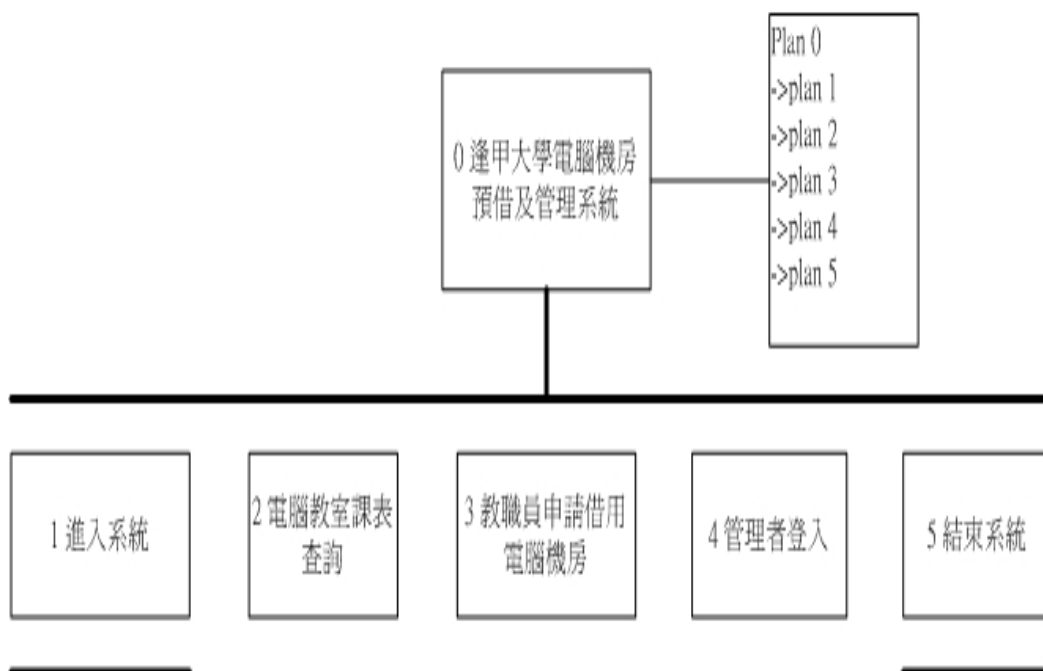 Plan 0
->plan 1
->plan 2
->plan 3
->plan 4
->plan 5
0 逢甲大學電腦機房
預借及管理系統
1 進入系統
2 電腦教室課表
查詢
3 教職員申請借用
電腦機房
4 管理者登入
5 結束系統